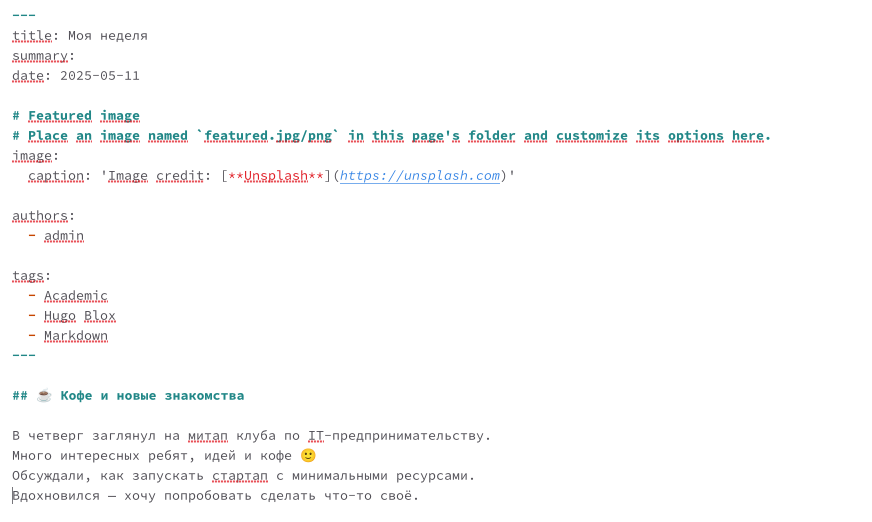 ---
title: Моя неделя
summary:
date: 2025-05-11

# Featured image
# Place an image named `featured.jpg/png` in this page's folder and customize its options here.
image:
  caption: 'Image credit: [**Unsplash**](https://unsplash.com)'

authors:
  - admin

tags:
  - Academic
  - Hugo Blox
  - Markdown
---

## ☕ Кофе и новые знакомства

В четверг заглянул на митап клуба по IT-предпринимательству.
Много интересных ребят, идей и кофе 🙂
Обсуждали, как запускать стартап с минимальными ресурсами.
Вдохновился — хочу попробовать сделать что-то своё.